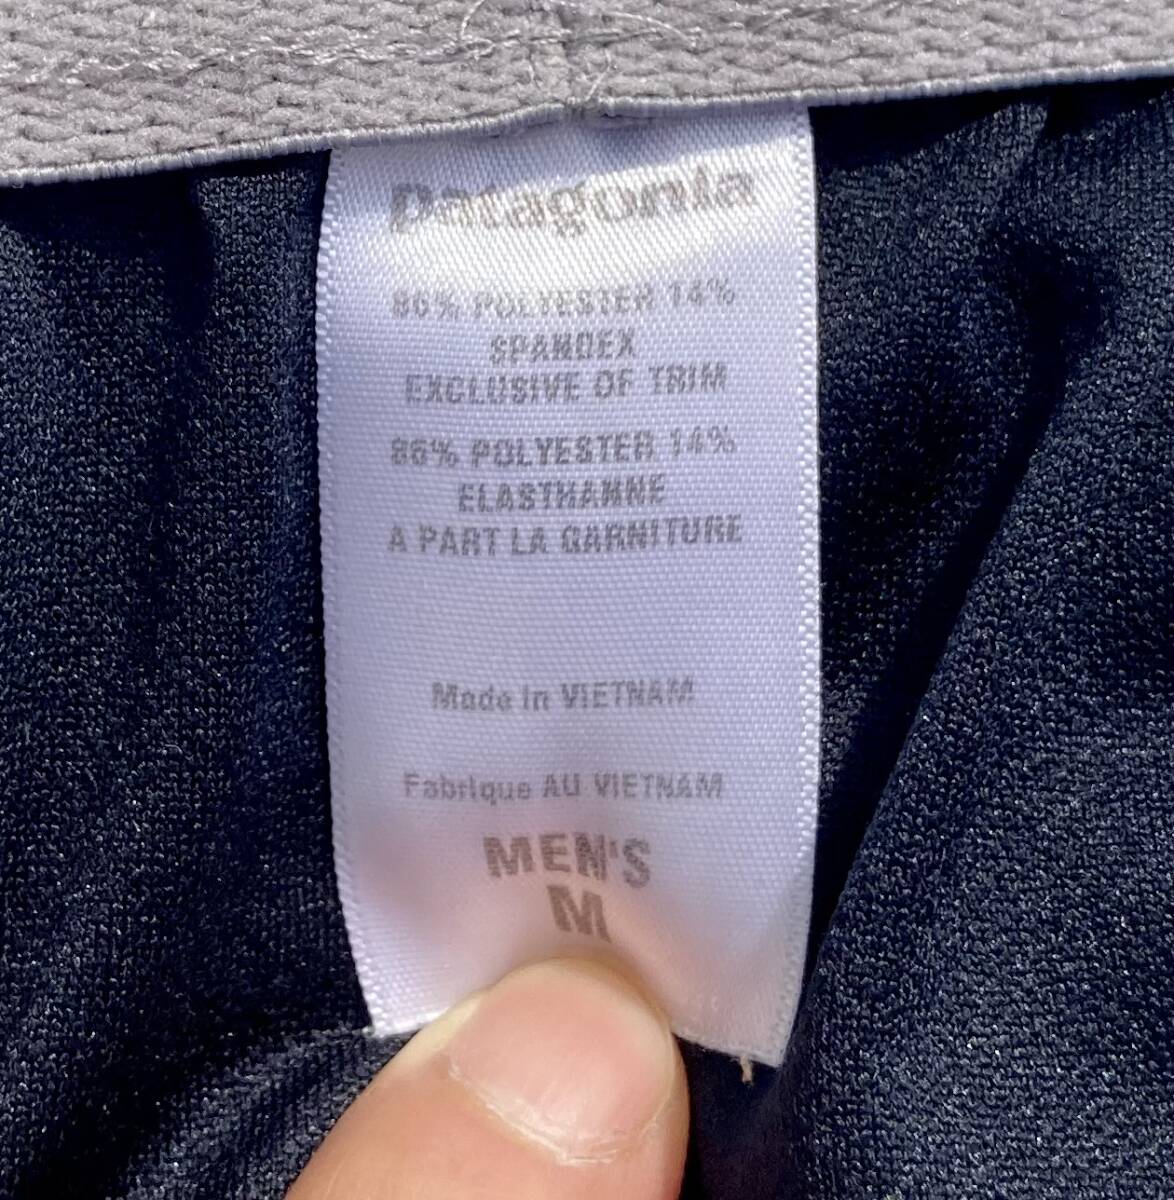 patagonia
86% POLYESTER 14%
SPANDEX
EXCLUSIVE OF TRIM
86% POLYESTER 14%
ELASTHANNE
A PART LA GARNITURE
Made in VIETNAM
Fabrique AU VIETNAM
MEN'S
M